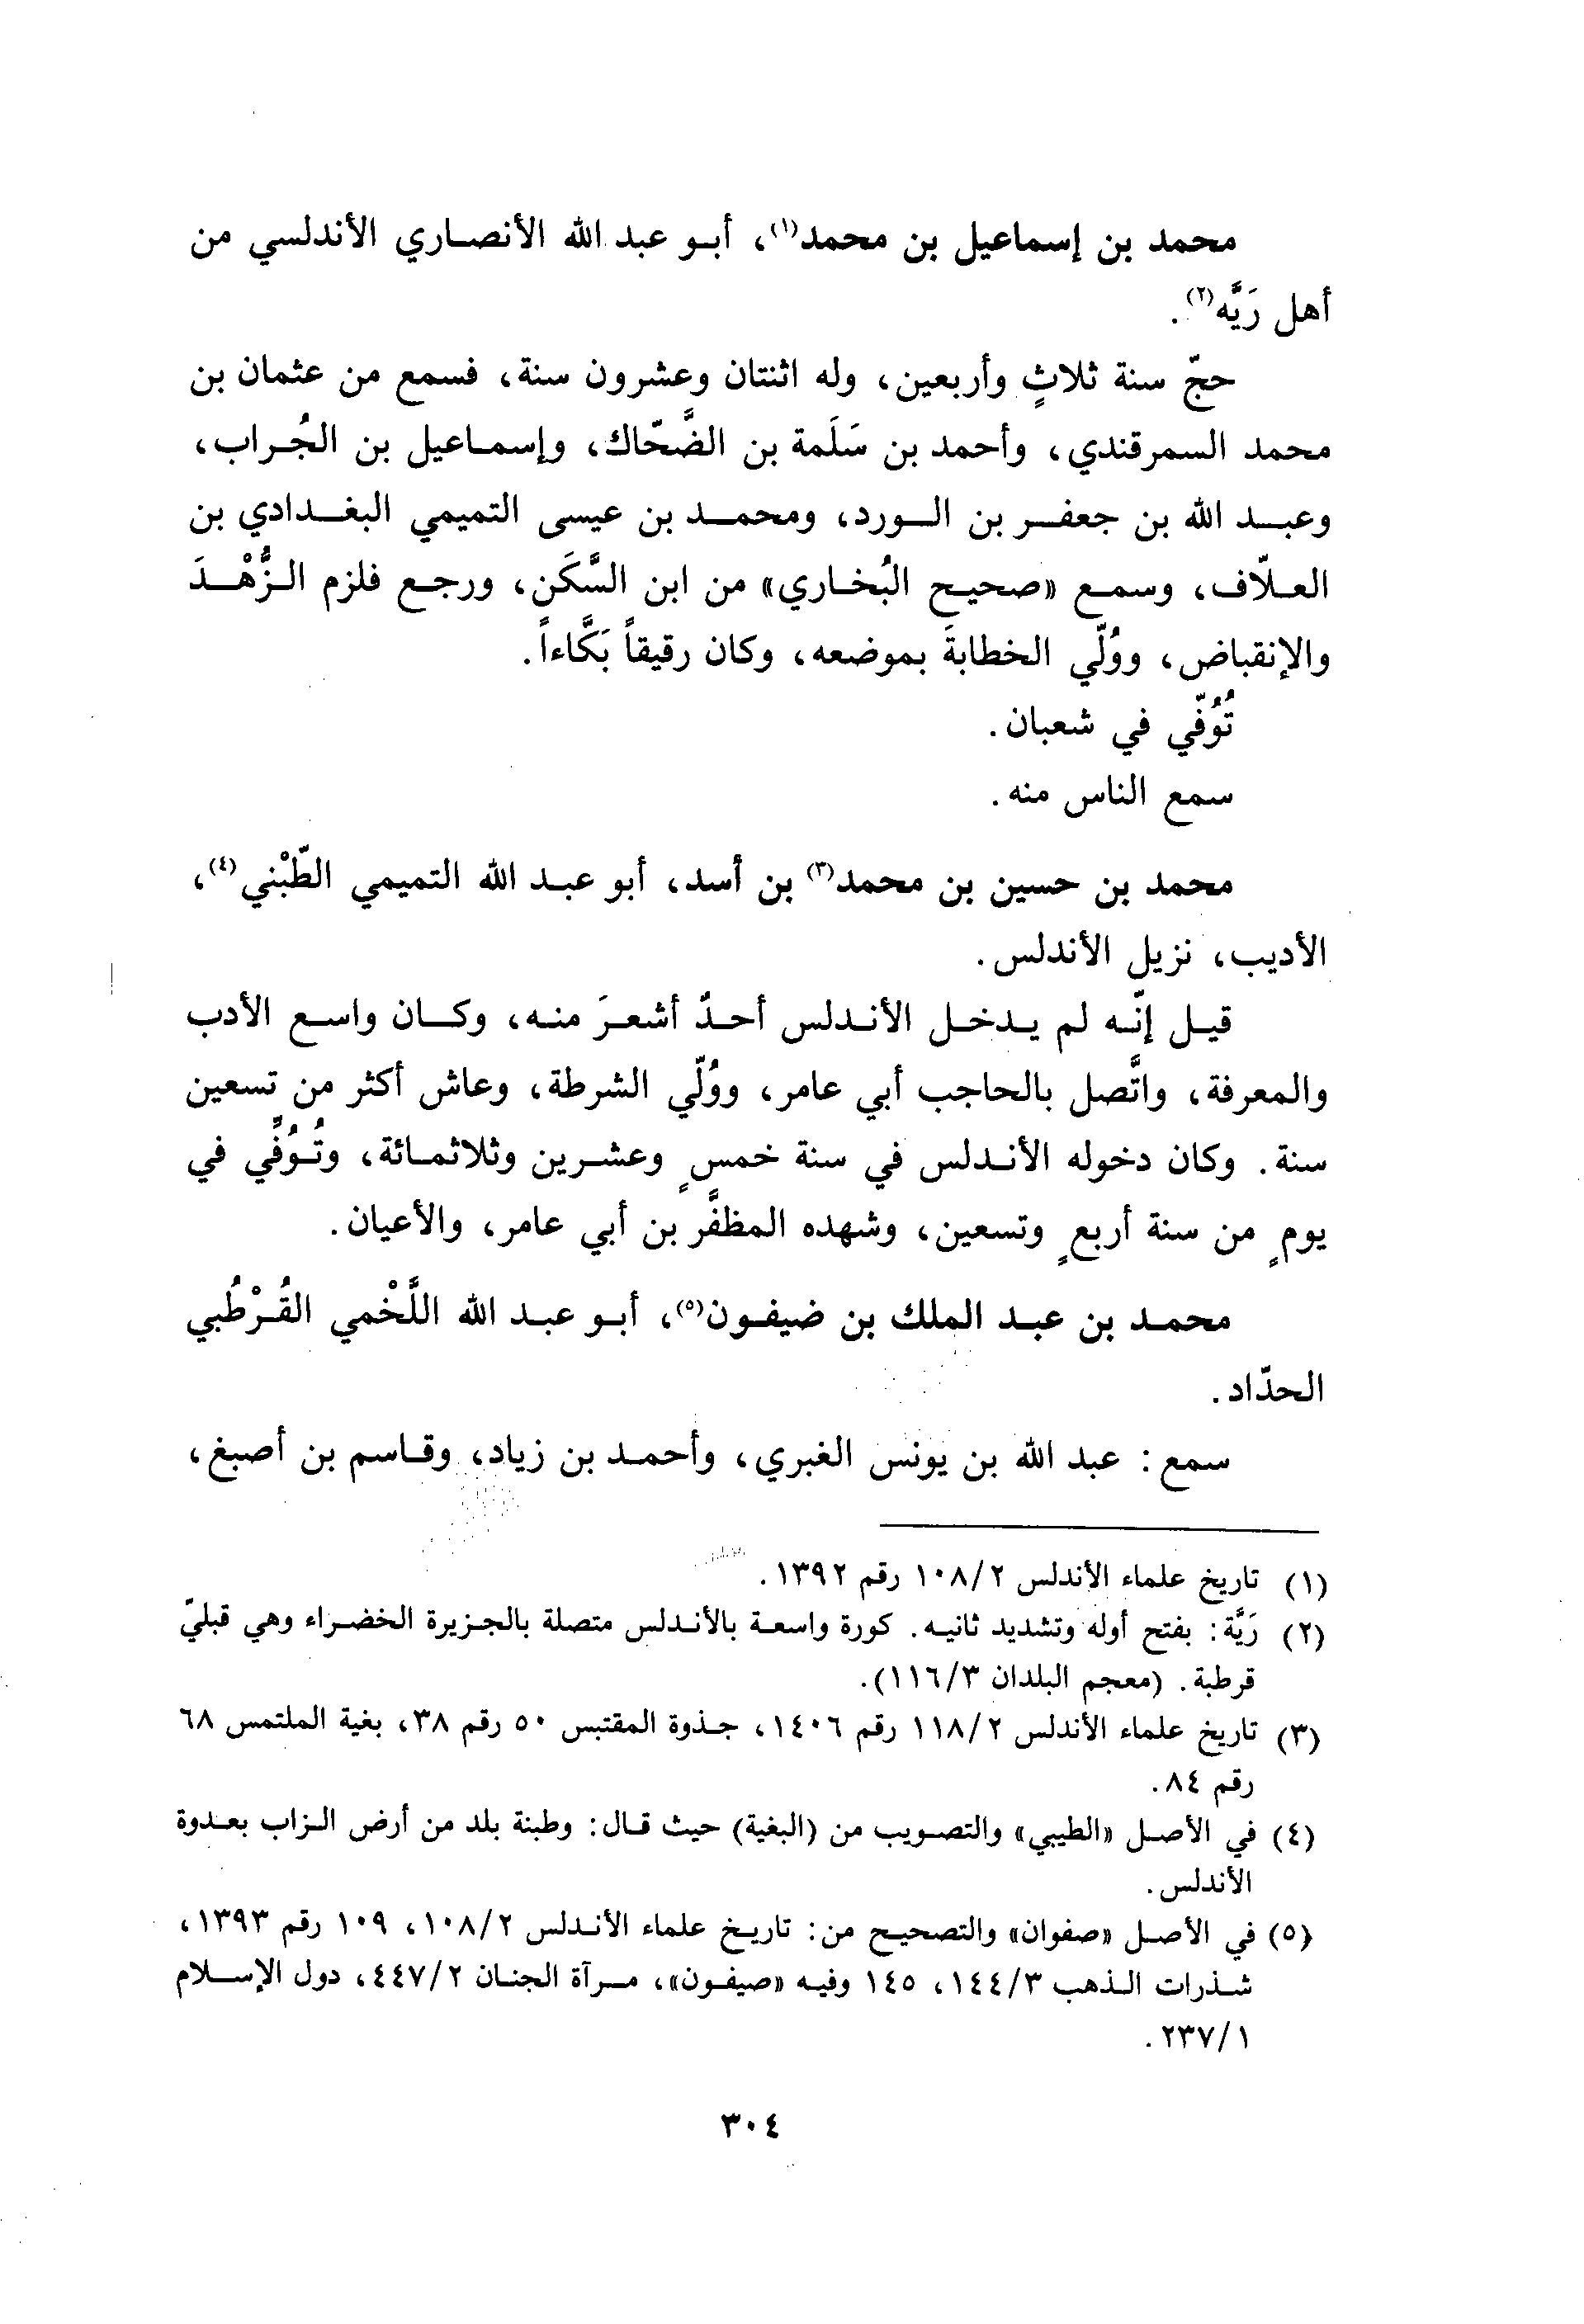 محمد بن إسماعيل بن محمد(١)، أبو عبد الله الأنصاري الأندلسي من
أهل رَيَّه(٢).
حجّ سنة ثلاثٍ وأربعين، وله اثنتان وعشرون سنة، فسمع من عثمان بن
محمد السمرقندي، وأحمد بن سَلَمة بن الضَّحّاك، وإسماعيل بن الجُراب،
وعبد الله بن جعفر بن الورد، ومحمد بن عيسى التميمي البغدادي بن
العلّاف، وسمع «صحيح البُخاري» من ابن السَّكَن، ورجع فلزم الزُّهْدَ
والإنقباض، ووُلّي الخطابةَ بموضعه، وكان رقيقاً بَكَّاءاً.
تُوُفّي في شعبان.
سمع الناس منه.
محمد بن حسين بن محمد(٣) بن أسد، أبو عبد الله التميمي الطّبْني(٤)،
الأديب، نزيل الأندلس.
قيل إنّه لم يدخل الأندلس أحدٌ أشعرَ منه، وكان واسع الأدب
والمعرفة، واتَّصل بالحاجب أبي عامر، ووُلّي الشرطة، وعاش أكثر من تسعين
سنة. وكان دخوله الأندلس في سنة خمسٍ وعشرين وثلاثمائة، وتُوُفِّي في
يومٍ من سنة أربعٍ وتسعين، وشهده المظفَّر بن أبي عامر، والأعيان.
محمد بن عبد الملك بن ضيفون(٥)، أبو عبد الله اللَّخْمي القُرْطُبي
الحدّاد.
سمع: عبد الله بن يونس الغبري، وأحمد بن زياد، وقاسم بن أصبغ،
(١) تاريخ علماء الأندلس ١٠٨/٢ رقم ١٣٩٢.
(٢) رَيَّة: بفتح أوله وتشديد ثانيه. كورة واسعة بالأندلس متصلة بالجزيرة الخضراء وهي قبليّ
قرطبة. (معجم البلدان ١١٦/٣).
(٣) تاريخ علماء الأندلس ١١٨/٢ رقم ١٤٠٦، جذوة المقتبس ٥٠ رقم ٣٨، بغية الملتمس ٦٨
رقم ٨٤.
(٤) في الأصل «الطيبي» والتصويب من (البغية) حيث قال: وطبنة بلد من أرض الزاب بعدوة
الأندلس.
(٥) في الأصل «صفوان» والتصحيح من: تاريخ علماء الأندلس ١٠٨/٢، ١٠٩ رقم ١٣٩٣،
شذرات الذهب ١٤٤/٣، ١٤٥ وفيه «صيفون»، مرآة الجنان ٤٤٧/٢، دول الإسلام
٢٣٧/١.
٣٠٤